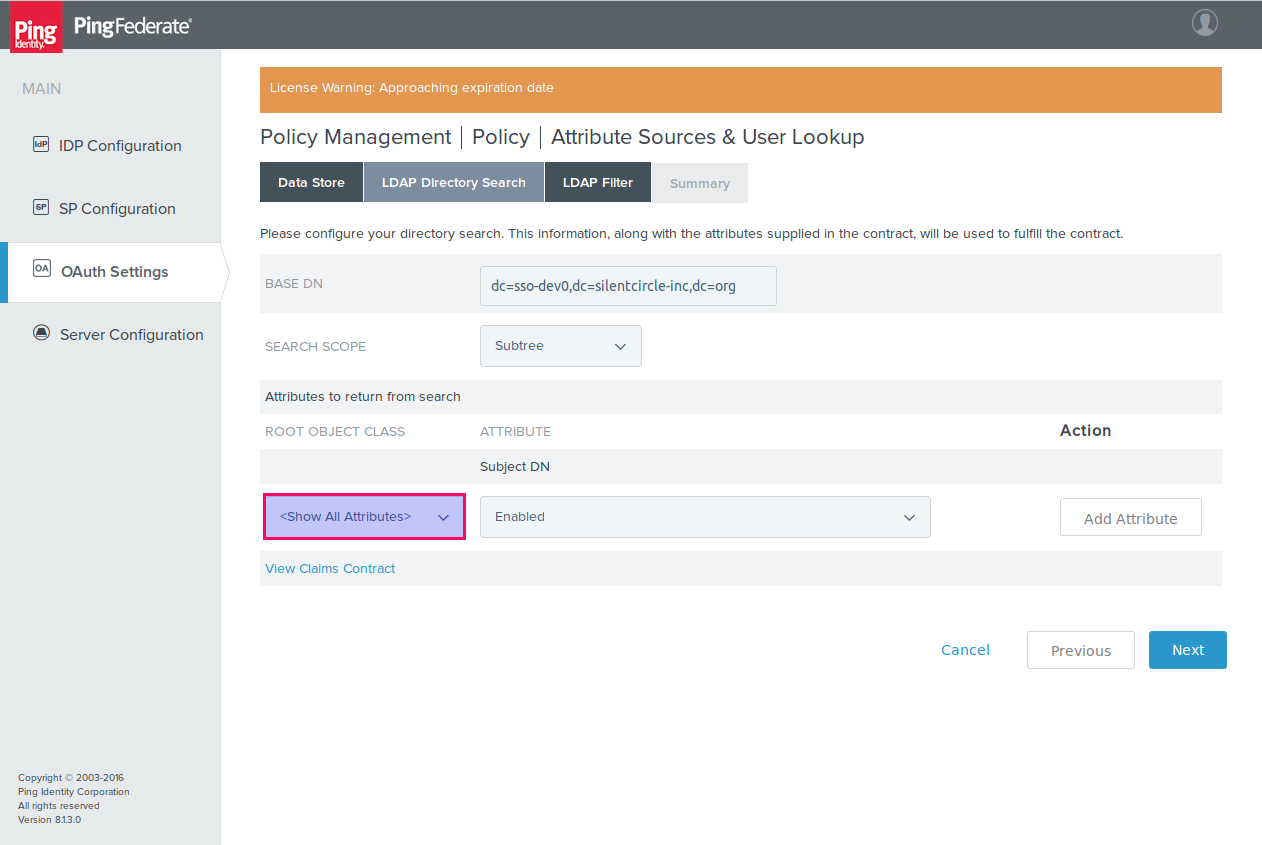 Ping
Identity.
PingFederate®
MAIN
IdP IDP Configuration
SP SP Configuration
OA OAuth Settings
Server Configuration
License Warning: Approaching expiration date
Policy Management | Policy | Attribute Sources & User Lookup
Data Store LDAP Directory Search LDAP Filter Summary
Please configure your directory search. This information, along with the attributes supplied in the contract, will be used to fulfill the contract.
BASE DN dc=sso-dev0,dc=silentcircle-inc,dc=org
SEARCH SCOPE Subtree
Attributes to return from search
ROOT OBJECT CLASS ATTRIBUTE Action
Subject DN
<Show All Attributes> Enabled Add Attribute
View Claims Contract
Cancel Previous Next
Copyright © 2003-2016
Ping Identity Corporation
All rights reserved
Version 8.1.3.0